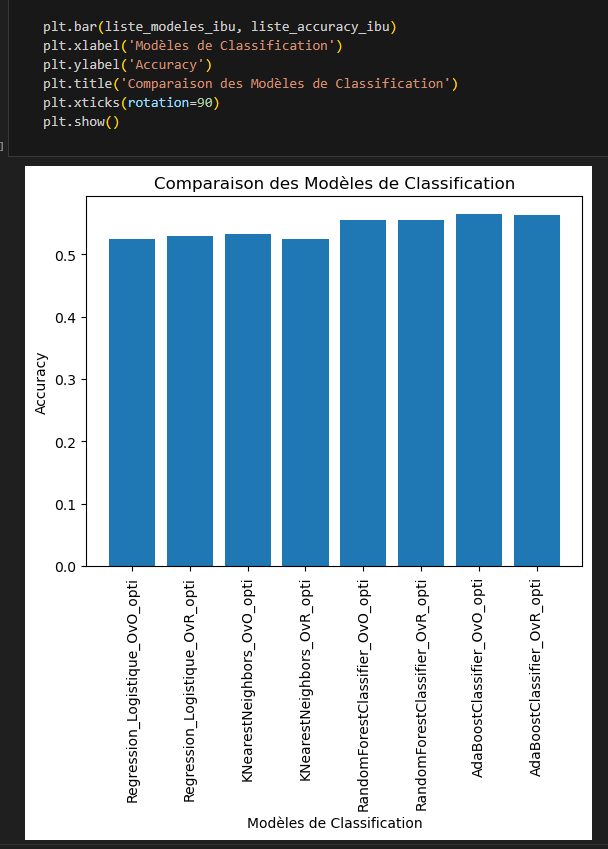 plt.bar(liste_modeles_ibu, liste_accuracy_ibu)
plt.xlabel('Modèles de Classification')
plt.ylabel('Accuracy')
plt.title('Comparaison des Modèles de Classification')
plt.xticks(rotation=90)
plt.show()
]
Comparaison des Modèles de Classification
0.5
0.4
0.3
0.2
0.1
0.0
Accuracy
Regression_Logistique_OvO_opti
Regression_Logistique_OvR_opti
KNearestNeighbors_OvO_opti
KNearestNeighbors_OvR_opti
RandomForestClassifier_OvO_opti
RandomForestClassifier_OvR_opti
AdaBoostClassifier_OvO_opti
AdaBoostClassifier_OvR_opti
Modèles de Classification